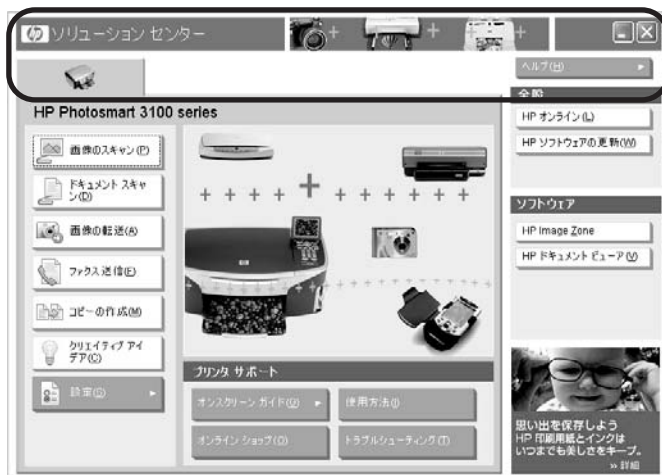 hp ソリューション センター
ヘルプ(H)
HP Photosmart 3100 series
画像のスキャン(P)
ドキュメント スキャ
ン(D)
画像の転送(A)
ファクス送信(E)
コピーの作成(M)
クリエイティブ アイ
デア(C)
設定(G)
プリンタ サポート
オンスクリーン ガイド(O)
使用方法(I)
オンライン ショップ(O)
トラブルシューティング(T)
全般
HP オンライン(L)
HP ソフトウェアの更新(W)
ソフトウェア
HP Image Zone
HP ドキュメント ビューア(V)
思い出を保存しよう
HP 印刷用紙とインクは
いつまでも美しさをキープ。
>> 詳細